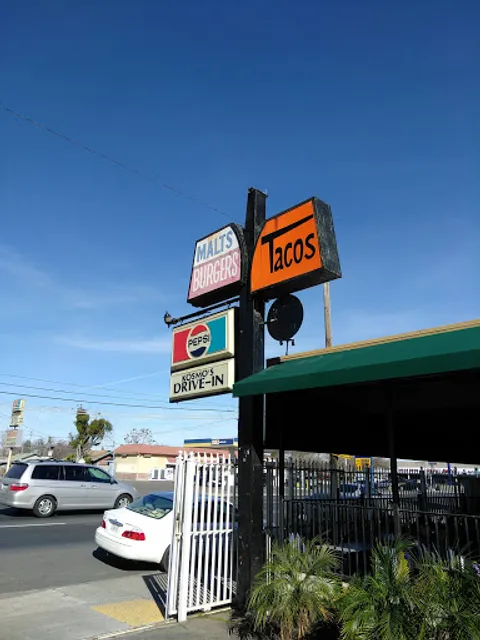 MALTS
BURGERS
Tacos
PEPSI
KOSMO'S
DRIVE-IN